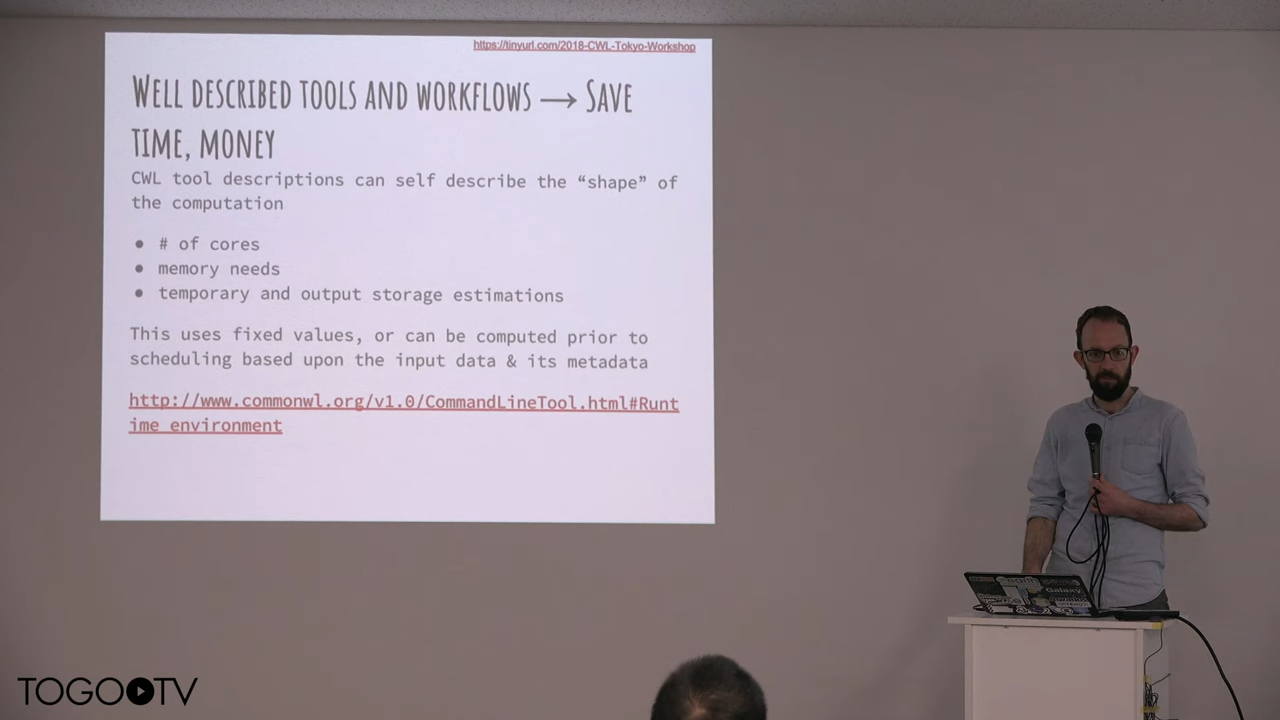 https://tinyurl.com/2018-CWL-Tokyo-Workshop
WELL DESCRIBED TOOLS AND WORKFLOWS → SAVE
TIME, MONEY
CWL tool descriptions can self describe the “shape” of
the computation
● # of cores
● memory needs
● temporary and output storage estimations
This uses fixed values, or can be computed prior to
scheduling based upon the input data & its metadata
http://www.commonwl.org/v1.0/CommandLineTool.html#Runt
ime_environment
Galaxy
TOGOTV